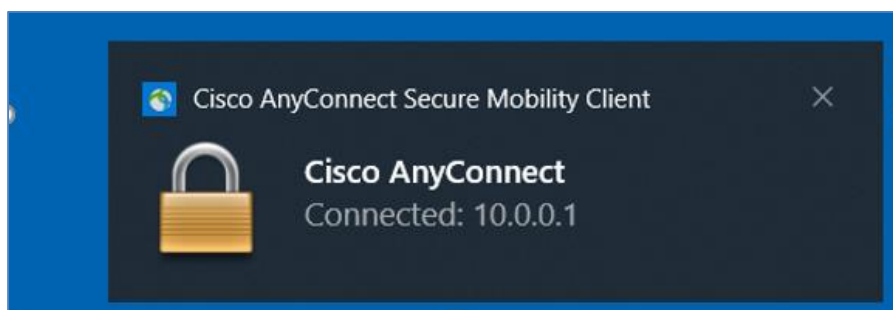 Cisco AnyConnect Secure Mobility Client
Cisco AnyConnect
Connected: 10.0.0.1